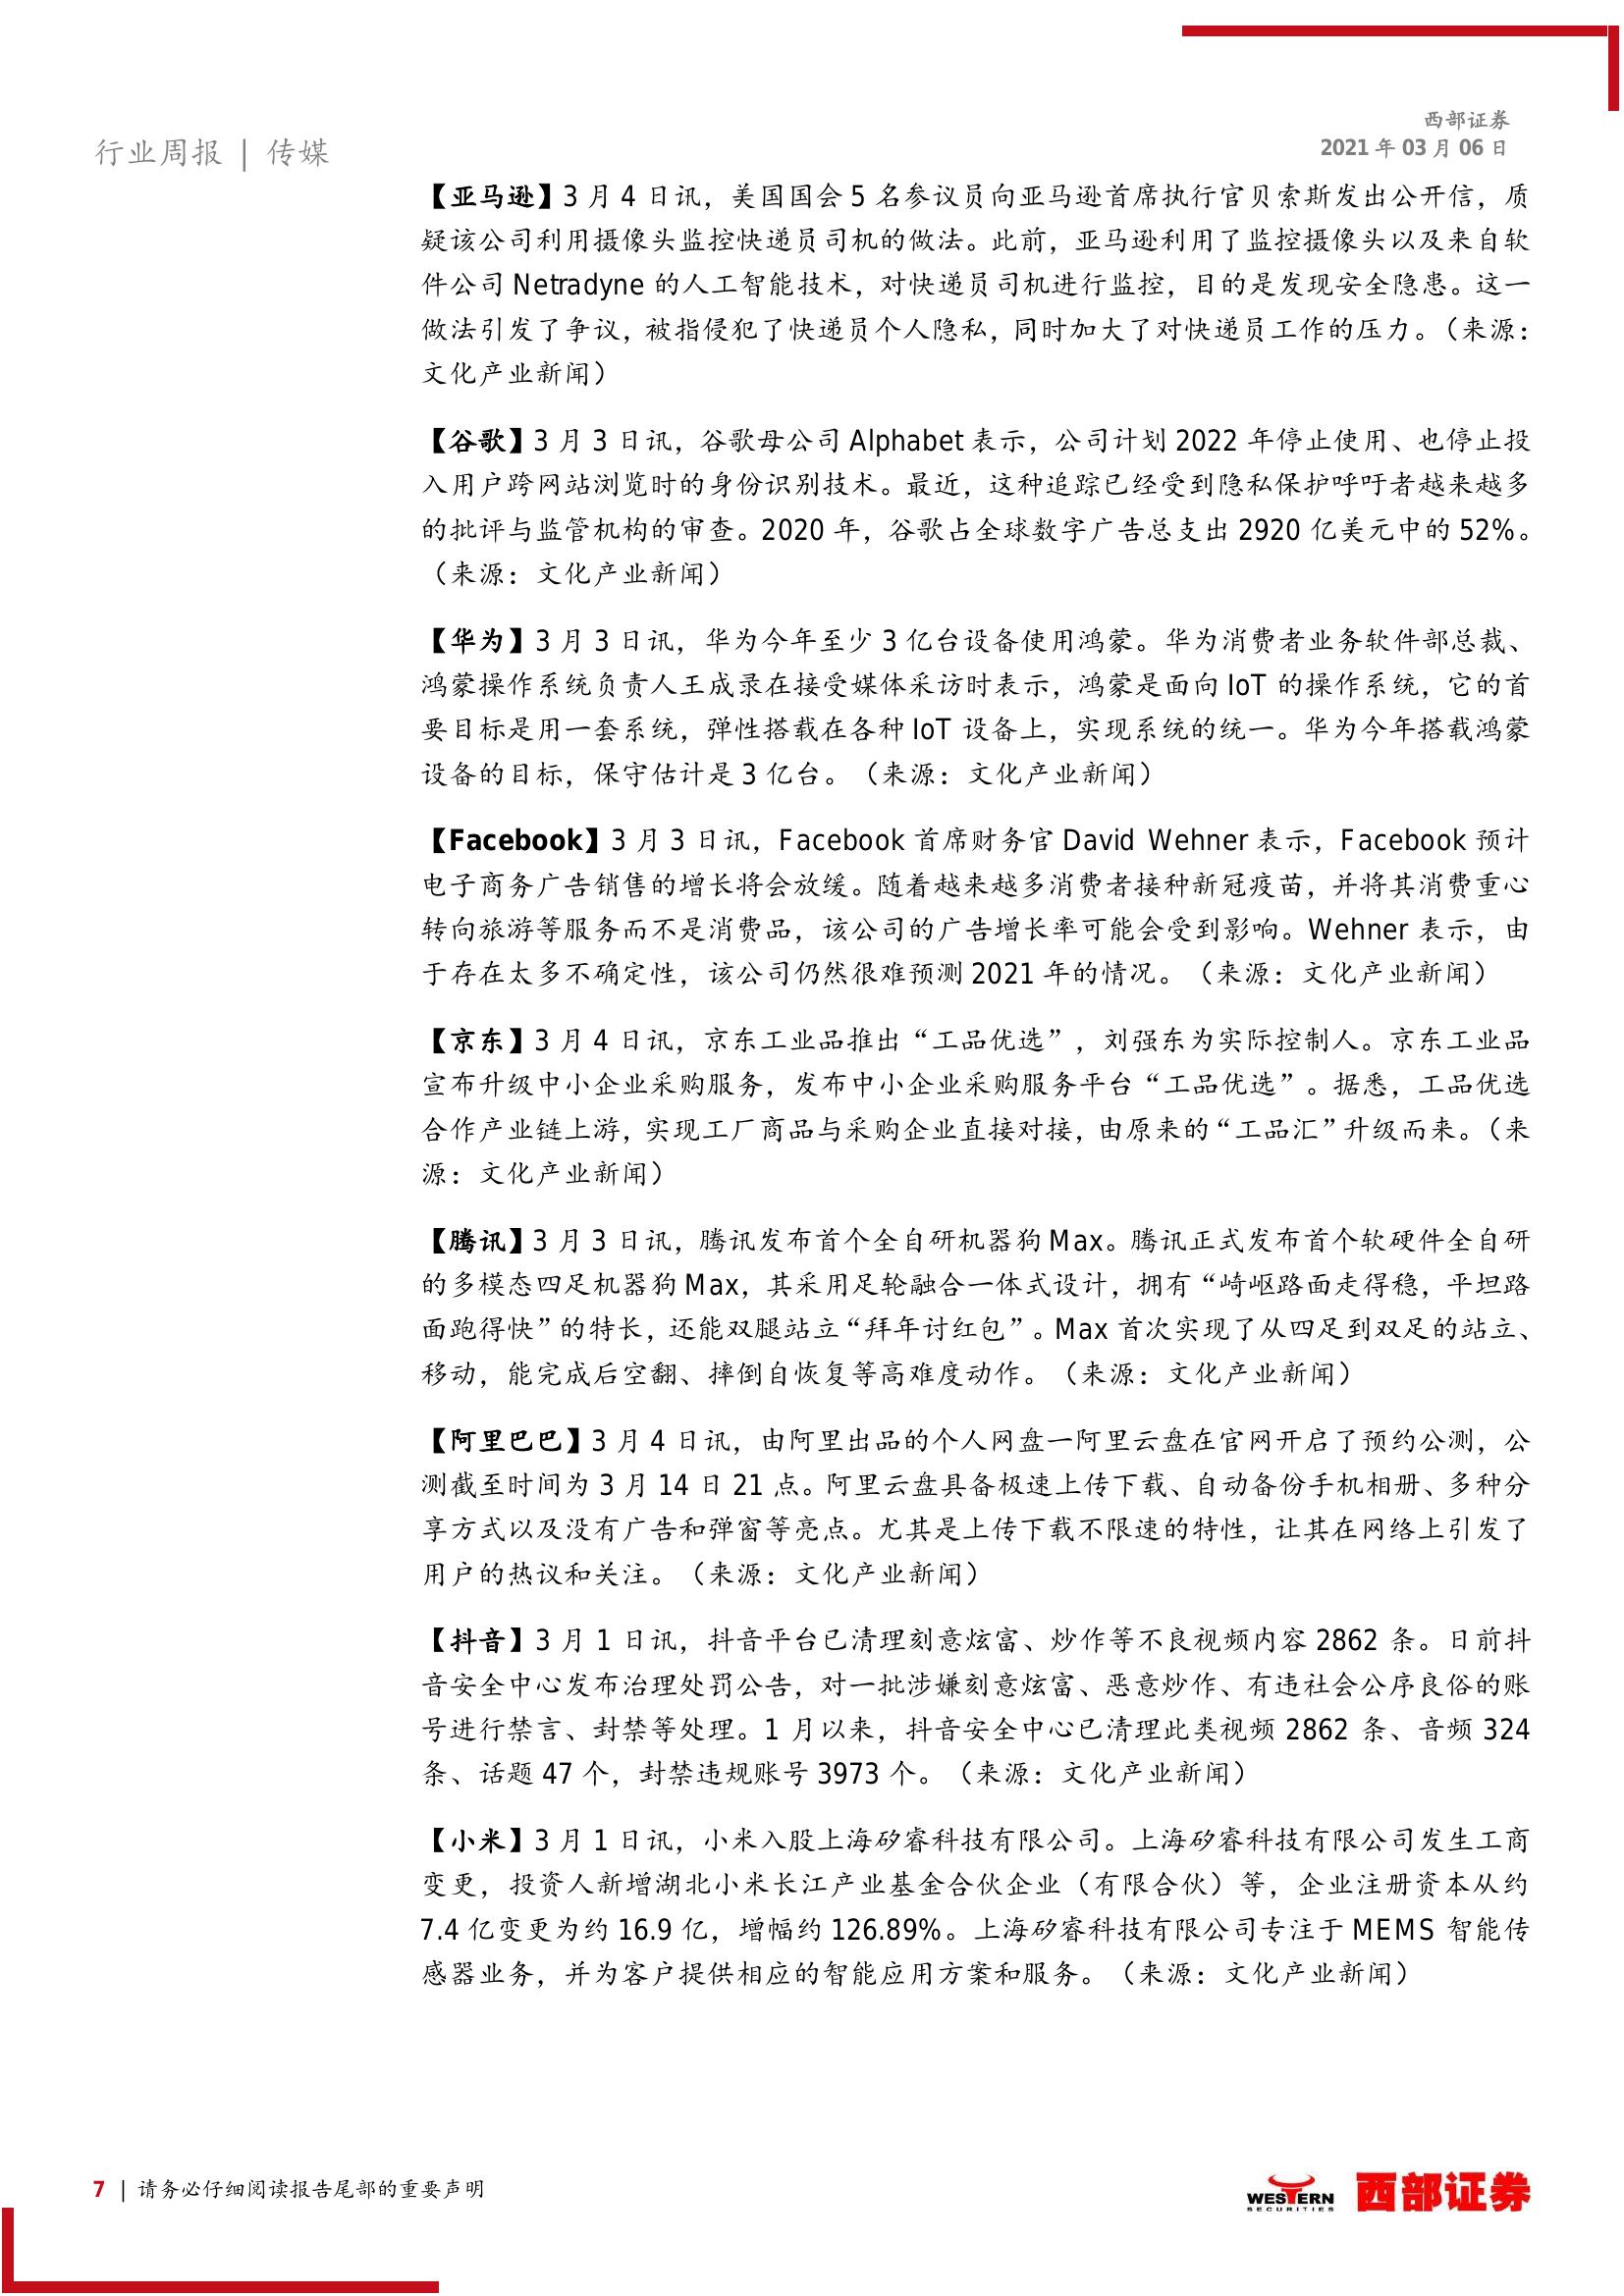 西部证券
行业周报 | 传媒
2021 年 03 月 06 日
【亚马逊】3 月 4 日讯，美国国会 5 名参议员向亚马逊首席执行官贝索斯发出公开信，质
疑该公司利用摄像头监控快递员司机的做法。此前，亚马逊利用了监控摄像头以及来自软
件公司 Netradyne 的人工智能技术，对快递员司机进行监控，目的是发现安全隐患。这一
做法引发了争议，被指侵犯了快递员个人隐私，同时加大了对快递员工作的压力。（来源：
文化产业新闻）
【谷歌】3 月 3 日讯，谷歌母公司 Alphabet 表示，公司计划 2022 年停止使用、也停止投
入用户跨网站浏览时的身份识别技术。最近，这种追踪已经受到隐私保护呼吁者越来越多
的批评与监管机构的审查。2020 年，谷歌占全球数字广告总支出 2920 亿美元中的 52%。
（来源：文化产业新闻）
【华为】3 月 3 日讯，华为今年至少 3 亿台设备使用鸿蒙。华为消费者业务软件部总裁、
鸿蒙操作系统负责人王成录在接受媒体采访时表示，鸿蒙是面向 IoT 的操作系统，它的首
要目标是用一套系统，弹性搭载在各种 IoT 设备上，实现系统的统一。华为今年搭载鸿蒙
设备的目标，保守估计是 3 亿台。（来源：文化产业新闻）
【Facebook】3 月 3 日讯，Facebook 首席财务官 David Wehner 表示，Facebook 预计
电子商务广告销售的增长将会放缓。随着越来越多消费者接种新冠疫苗，并将其消费重心
转向旅游等服务而不是消费品，该公司的广告增长率可能会受到影响。Wehner 表示，由
于存在太多不确定性，该公司仍然很难预测 2021 年的情况。（来源：文化产业新闻）
【京东】3 月 4 日讯，京东工业品推出“工品优选”，刘强东为实际控制人。京东工业品
宣布升级中小企业采购服务，发布中小企业采购服务平台“工品优选”。据悉，工品优选
合作产业链上游，实现工厂商品与采购企业直接对接，由原来的“工品汇”升级而来。（来
源：文化产业新闻）
【腾讯】3 月 3 日讯，腾讯发布首个全自研机器狗 Max。腾讯正式发布首个软硬件全自研
的多模态四足机器狗 Max，其采用足轮融合一体式设计，拥有“崎岖路面走得稳，平坦路
面跑得快”的特长，还能双腿站立“拜年讨红包”。Max 首次实现了从四足到双足的站立、
移动，能完成后空翻、摔倒自恢复等高难度动作。（来源：文化产业新闻）
【阿里巴巴】3 月 4 日讯，由阿里出品的个人网盘一阿里云盘在官网开启了预约公测，公
测截至时间为 3 月 14 日 21 点。阿里云盘具备极速上传下载、自动备份手机相册、多种分
享方式以及没有广告和弹窗等亮点。尤其是上传下载不限速的特性，让其在网络上引发了
用户的热议和关注。（来源：文化产业新闻）
【抖音】3 月 1 日讯，抖音平台已清理刻意炫富、炒作等不良视频内容 2862 条。日前抖
音安全中心发布治理处罚公告，对一批涉嫌刻意炫富、恶意炒作、有违社会公序良俗的账
号进行禁言、封禁等处理。1 月以来，抖音安全中心已清理此类视频 2862 条、音频 324
条、话题 47 个，封禁违规账号 3973 个。（来源：文化产业新闻）
【小米】3 月 1 日讯，小米入股上海矽睿科技有限公司。上海矽睿科技有限公司发生工商
变更，投资人新增湖北小米长江产业基金合伙企业（有限合伙）等，企业注册资本从约
7.4 亿变更为约 16.9 亿，增幅约 126.89%。上海矽睿科技有限公司专注于 MEMS 智能传
感器业务，并为客户提供相应的智能应用方案和服务。（来源：文化产业新闻）
7 | 请务必仔细阅读报告尾部的重要声明
WESTERN
SECURITIES
西部证券